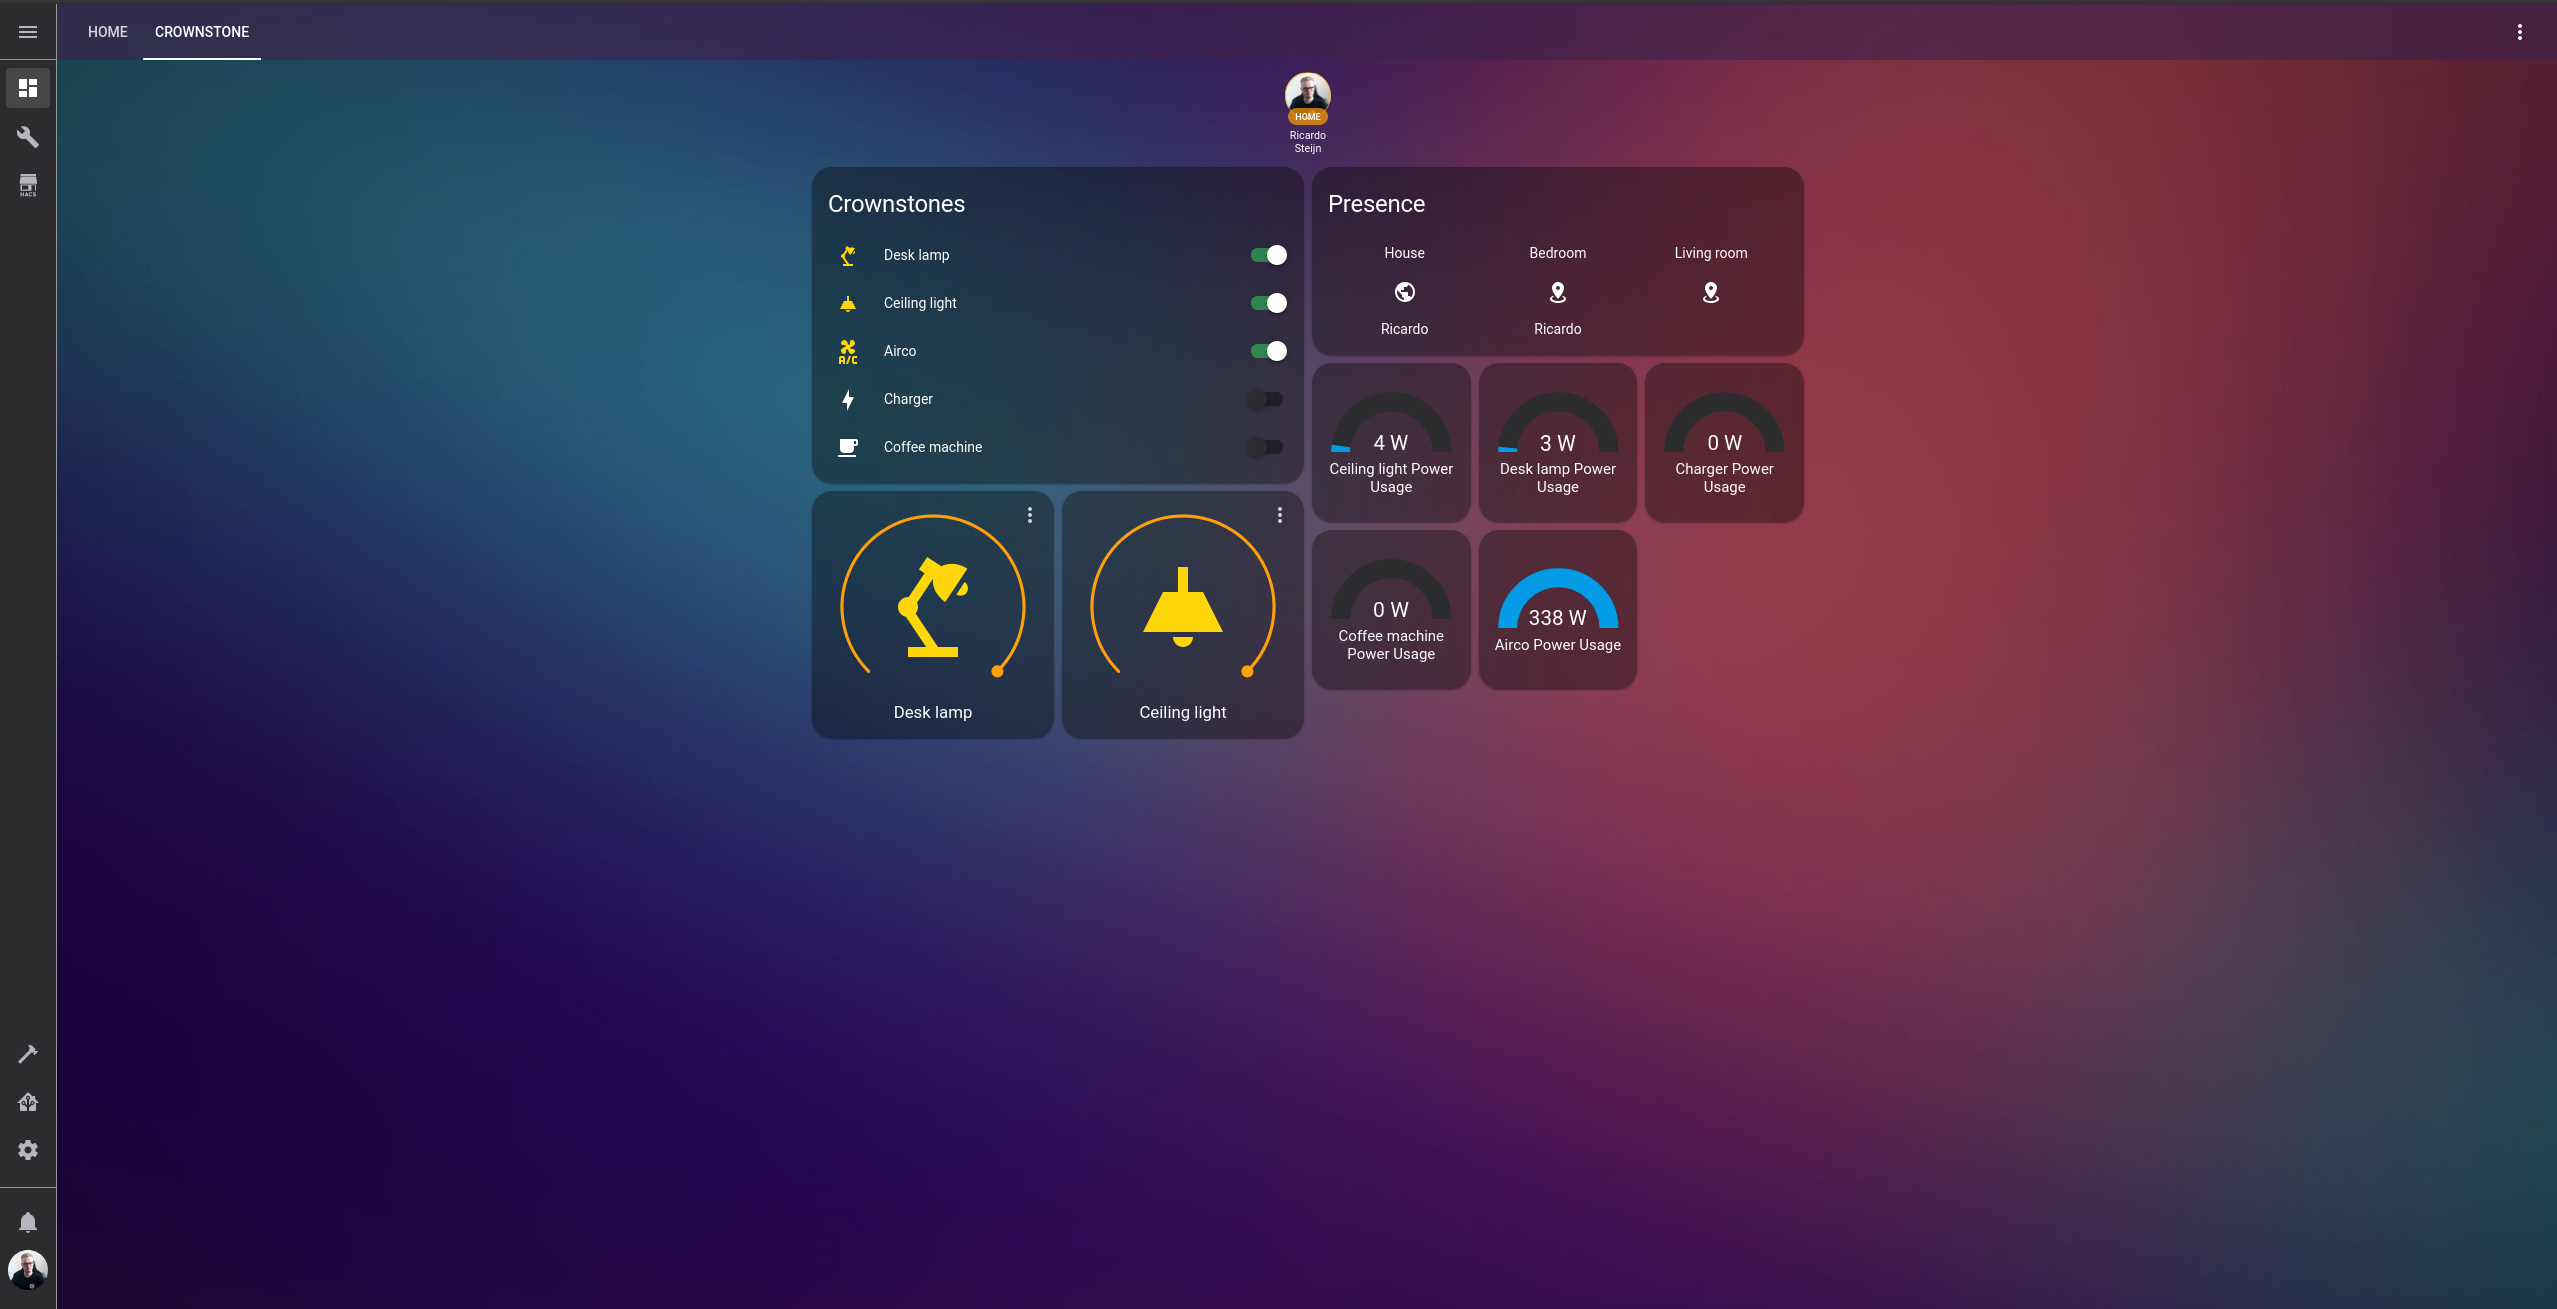 HOME
CROWNSTONE
HACS
HOME
Ricardo
Steijn
Crownstones
Desk lamp
Ceiling light
A/C
Airco
Charger
Coffee machine
Desk lamp
Ceiling light
Presence
House
Bedroom
Living room
Ricardo
Ricardo
4 W
Ceiling light Power
Usage
3 W
Desk lamp Power
Usage
0 W
Charger Power
Usage
0 W
Coffee machine
Power Usage
338 W
Airco Power Usage